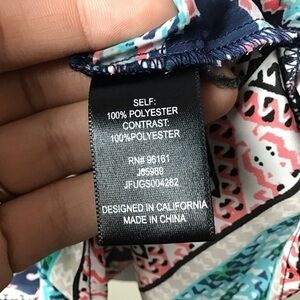 SELF:
100% POLYESTER
CONTRAST:
100%POLYESTER
RN# 96161
J65989
JFUGS004282
DESIGNED IN CALIFORNIA
MADE IN CHINA